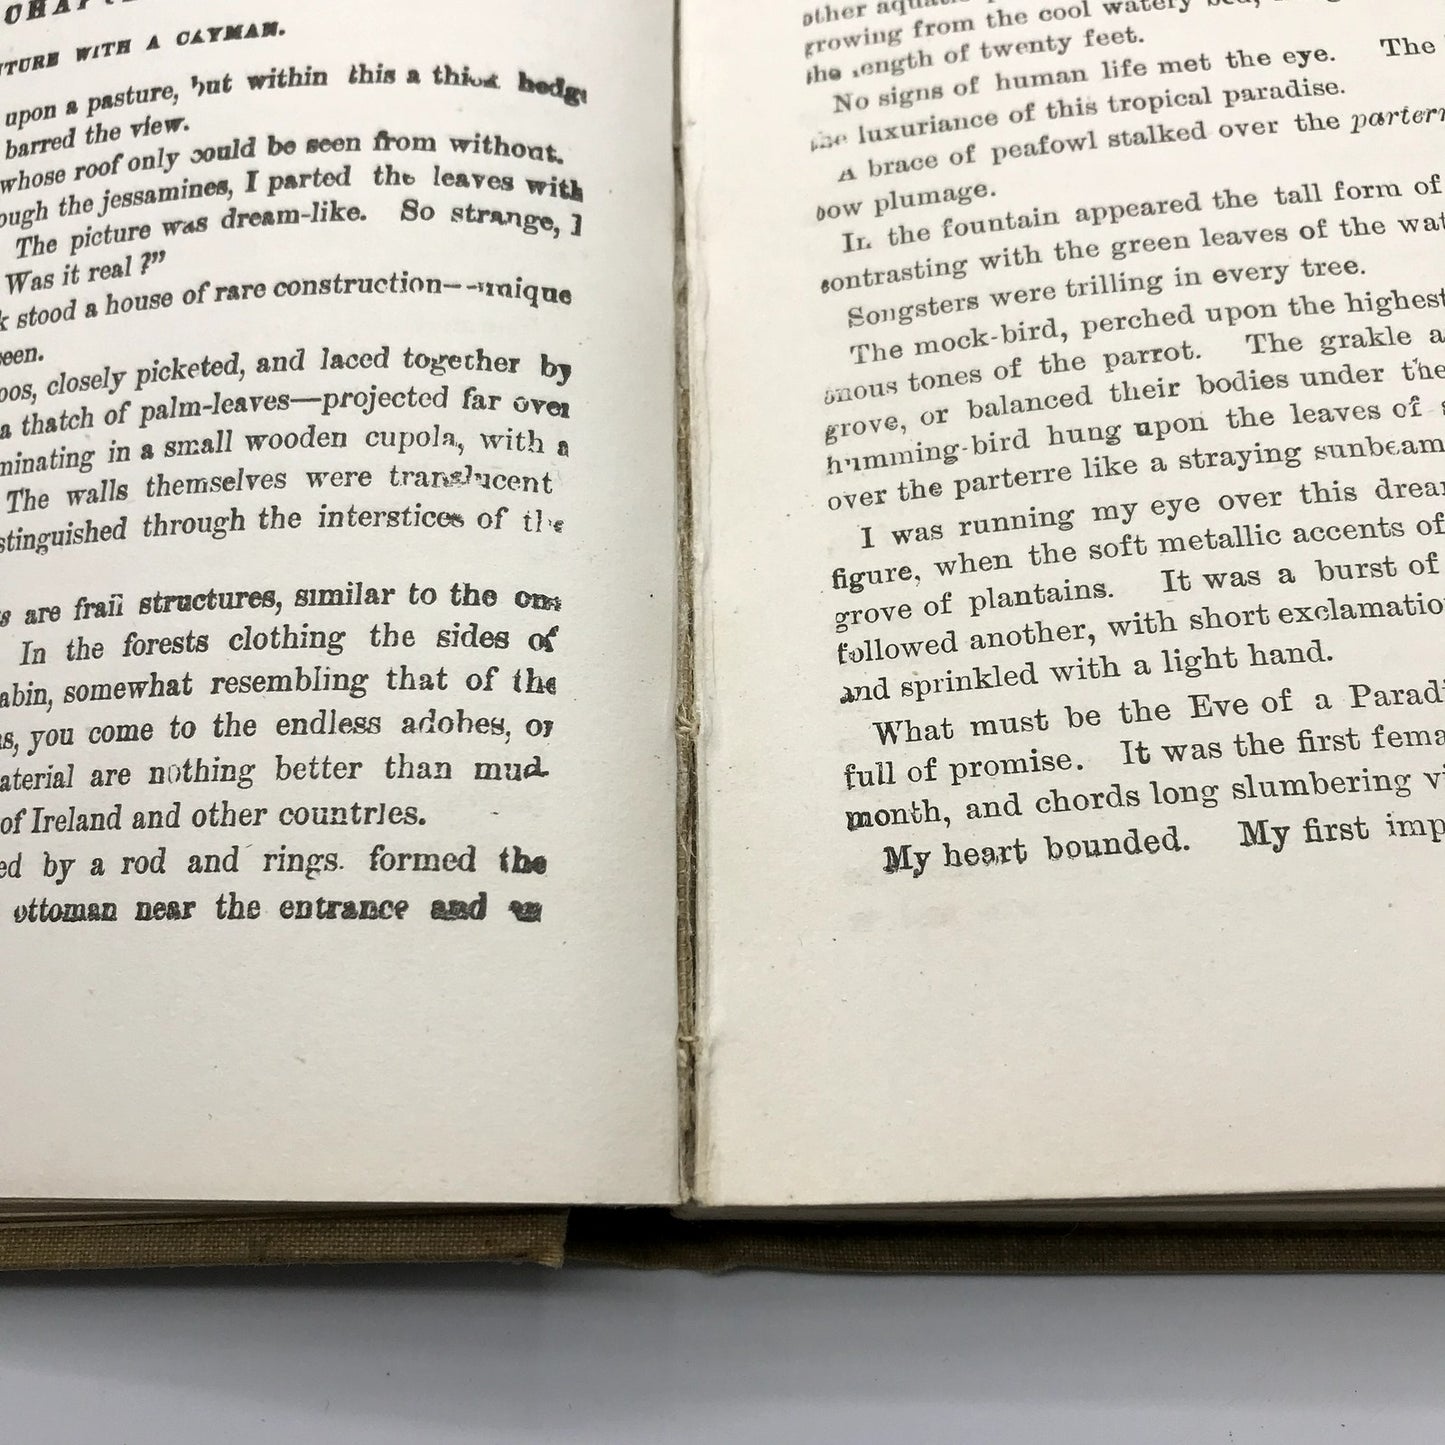 WITH A CAYMAN.
upon a pasture, but within this a thick hedge
barred the view.
whose roof only could be seen from without.
ough the jessamines, I parted the leaves with
The picture was dream-like. So strange, I
Was it real?"
k stood a house of rare construction--unique
een.
oos, closely picketed, and laced together by
a thatch of palm-leaves—projected far over
minating in a small wooden cupola, with a
The walls themselves were translucent
stinguished through the interstices of the
s are frail structures, similar to the one
In the forests clothing the sides of
abin, somewhat resembling that of the
as, you come to the endless adobes, or
aterial are nothing better than mud
of Ireland and other countries.
ed by a rod and rings. formed the
ottoman near the entrance and
other
growing from the cool watery
the length of twenty feet.
No signs of human life met the eye. The
the luxuriance of this tropical paradise.
A brace of peafowl stalked over the parterr
bow plumage.
In the fountain appeared the tall form of
contrasting with the green leaves of the wat
Songsters were trilling in every tree.
The mock-bird, perched upon the highest
onous tones of the parrot. The grakle a
grove, or balanced their bodies under the
humming-bird hung upon the leaves of
over the parterre like a straying sunbeam
I was running my eye over this drea
figure, when the soft metallic accents of
grove of plantains. It was a burst of
followed another, with short exclamatio
and sprinkled with a light hand.
What must be the Eve of a Paradi
full of promise. It was the first fema
month, and chords long slumbering vi
My heart bounded. My first imp